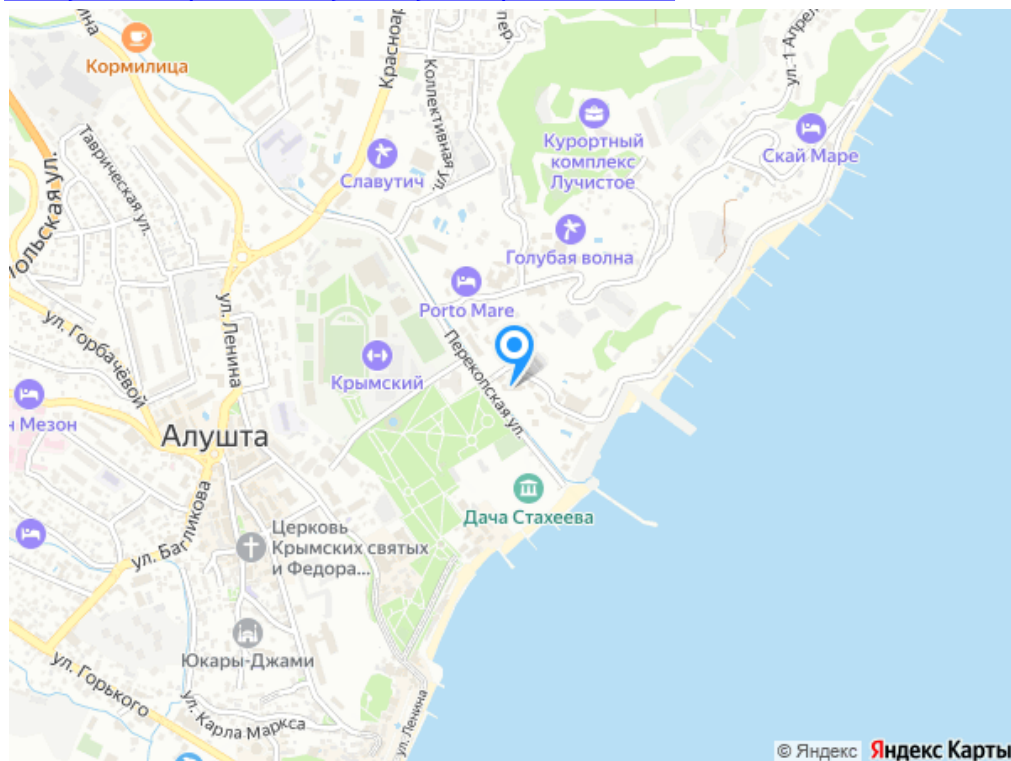 Кормилица
Таврическая ул.
Коллективная ул.
пер.
ул. 1 Апрел
Курортный
комплекс
Лучистое
Скай Маре
Славутич
Голубая волна
Porto Mare
ул. Горбачёвой
ул. Ленина
Крымский
Перекопская ул.
н Мезон
Алушта
Дача Стахеева
ул. Багликова
Церковь
Крымских святых
и Федора...
Юкары-Джами
ул. Горького
ул. Карла Маркса
ул. Ленина
© Яндекс Яндекс Карты